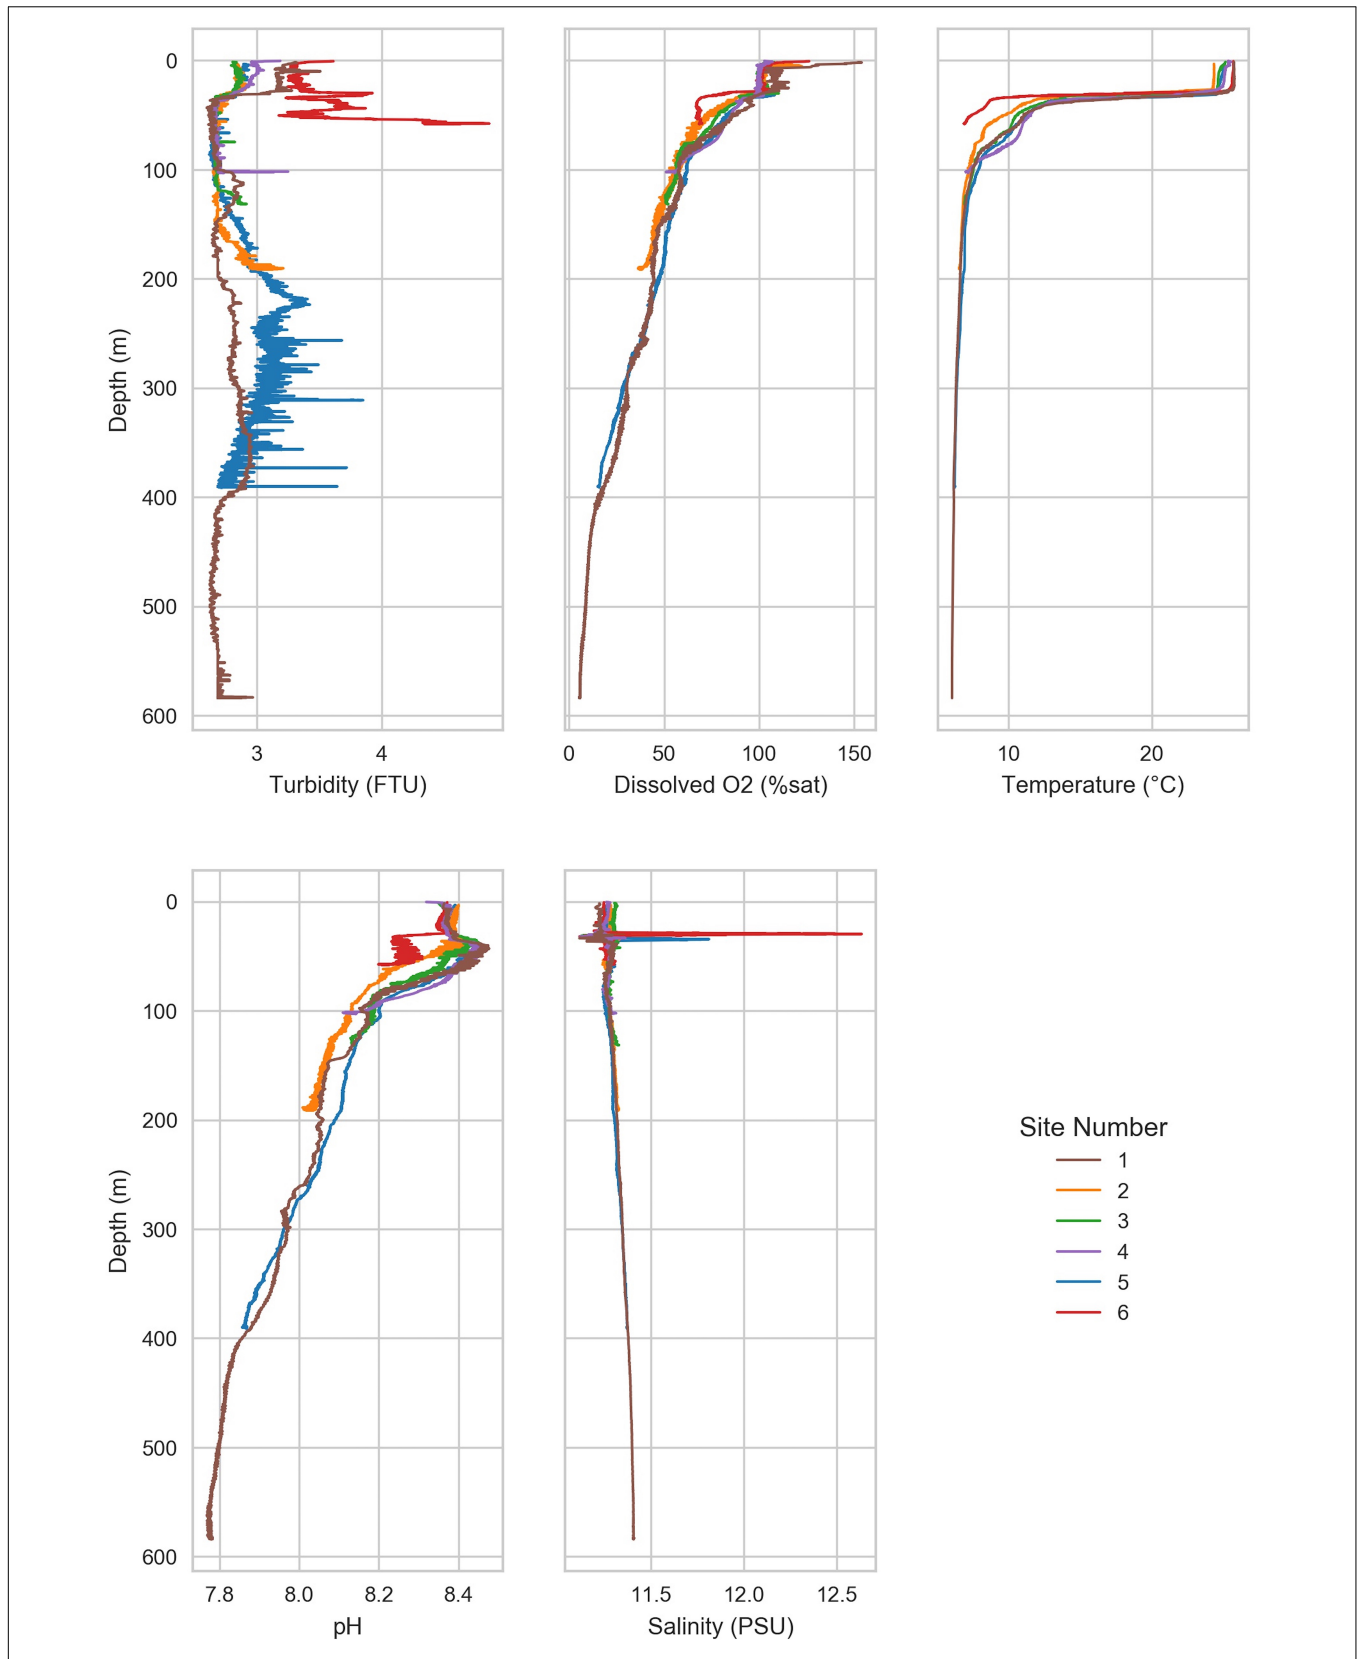 0
100
200
300
400
500
600
Depth (m)
3 4
Turbidity (FTU)
0 50 100 150
Dissolved O2 (%sat)
10 20
Temperature (°C)
0
100
200
300
400
500
600
Depth (m)
7.8 8.0 8.2 8.4
pH
11.5 12.0 12.5
Salinity (PSU)
Site Number
1
2
3
4
5
6